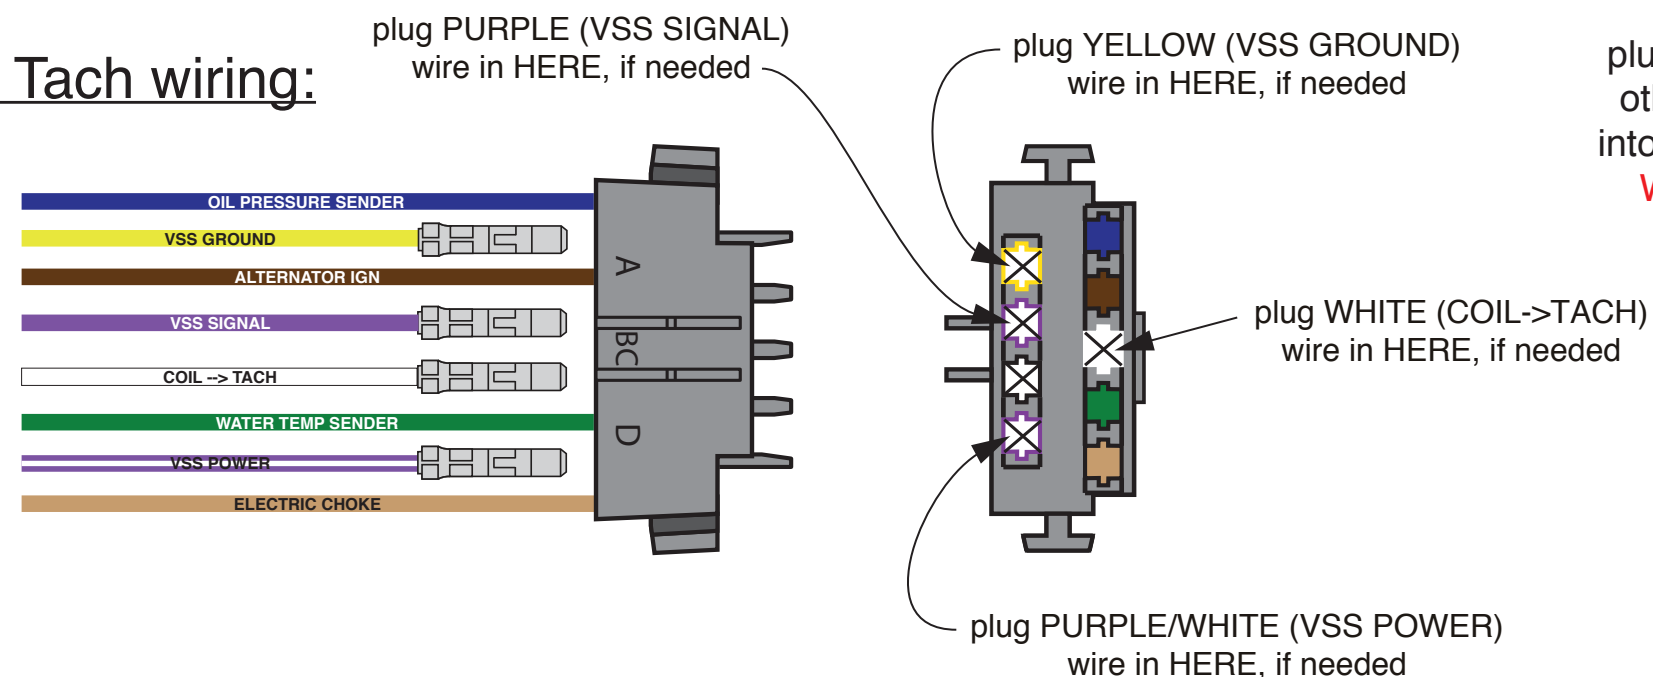 Tach wiring:
plug PURPLE (VSS SIGNAL)
wire in HERE, if needed
plug YELLOW (VSS GROUND)
wire in HERE, if needed
OIL PRESSURE SENDER
VSS GROUND
ALTERNATOR IGN
VSS SIGNAL
COIL --> TACH
WATER TEMP SENDER
VSS POWER
ELECTRIC CHOKE
A
BC
D
plug WHITE (COIL->TACH)
wire in HERE, if needed
plug PURPLE/WHITE (VSS POWER)
wire in HERE, if needed
into